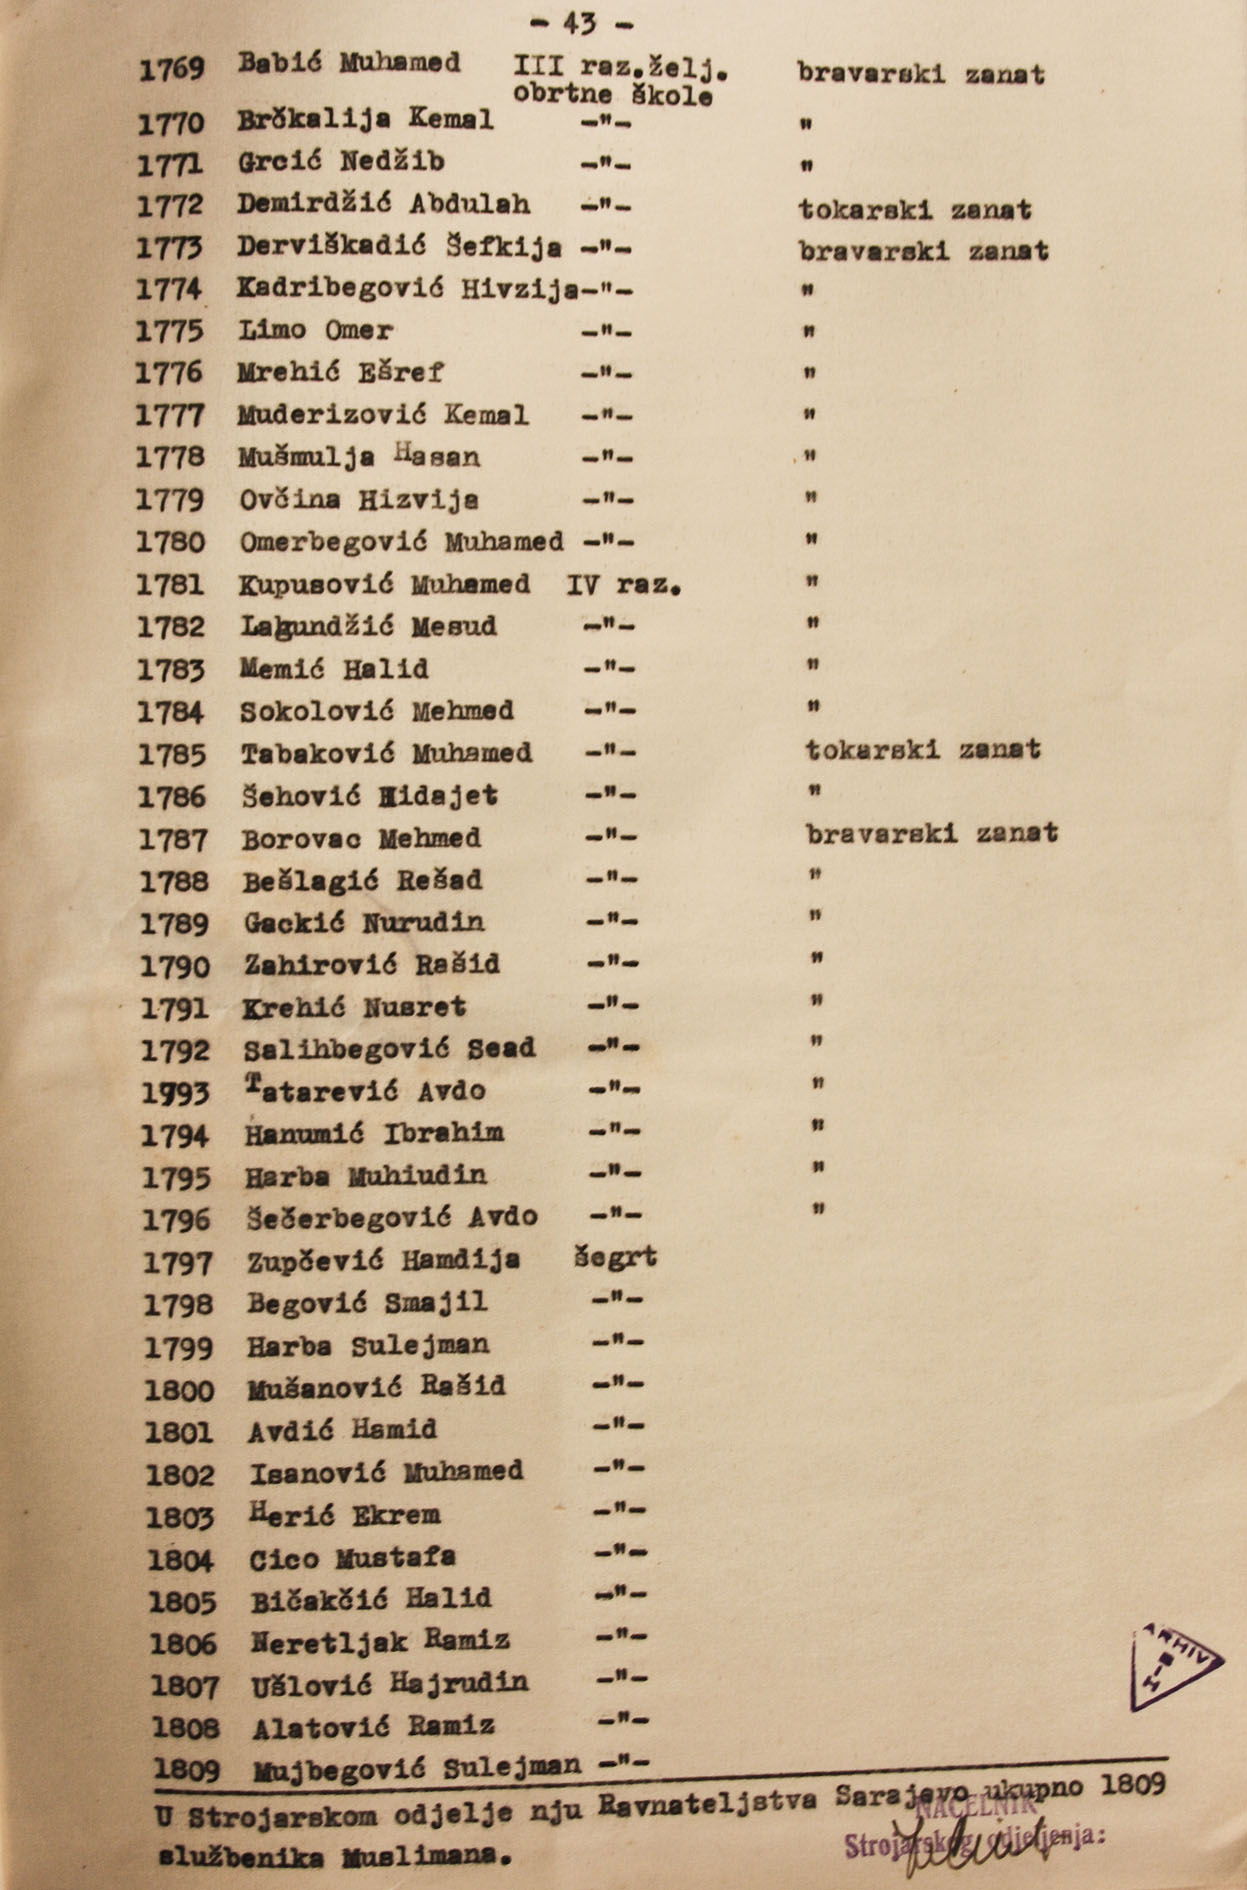 - 43 -
1769 Babić Muhamed III raz.želj. bravarski zanat
obrtne škole
1770 Brčkalija Kemal -"- "
1771 Grcić Nedžib -"- "
1772 Demirdžić Abdulah -"- tokarski zanat
1773 Derviškadić Šefkija -"- bravarski zanat
1774 Kadribegović Hivzija-"- "
1775 Limo Omer -"- "
1776 Mrehić Ešref -"- "
1777 Muderizović Kemal -"- "
1778 Mušmulja Hasan -"- "
1779 Ovčina Hizvija -"- "
1780 Omerbegović Muhamed -"- "
1781 Kupusović Muhamed IV raz. "
1782 Lagundžić Mesud -"- "
1783 Memić Halid -"- "
1784 Sokolović Mehmed -"- "
1785 Tabaković Muhamed -"- tokarski zanat
1786 Šehović Hidajet -"- "
1787 Borovac Mehmed -"- bravarski zanat
1788 Bešlagić Rešad -"- "
1789 Gackić Nurudin -"- "
1790 Zahirović Rašid -"- "
1791 Krehić Nusret -"- "
1792 Salihbegović Sead -"- "
1793 Tatarević Avdo -"- "
1794 Hanumić Ibrahim -"- "
1795 Harba Muhiudin -"- "
1796 Šečerbegović Avdo -"- "
1797 Zupčević Hamdija šegrt
1798 Begović Smajil -"-
1799 Harba Sulejman -"-
1800 Mušanović Rašid -"-
1801 Avdić Hamid -"-
1802 Isanović Muhamed -"-
1803 Herić Ekrem -"-
1804 Cico Mustafa -"-
1805 Bičakčić Halid -"-
1806 Neretljak Ramiz -"-
1807 Ušlović Hajrudin -"-
1808 Alatović Ramiz -"-
1809 Mujbegović Sulejman -"-
U Strojarskom odjelje nju Ravnateljstva Sarajevo ukupno 1809
službenika Muslimana.
NAČELNIK
Strojarskog odjeljenja:
ARHIV